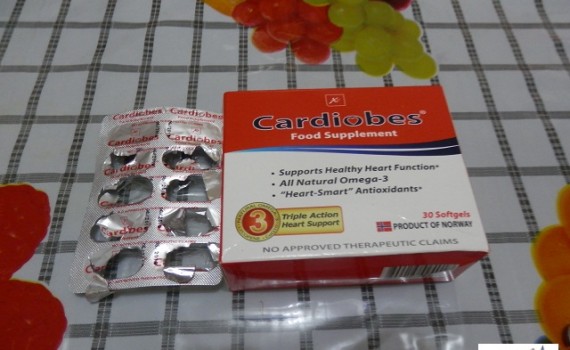 Cardiobes®
Food Supplement
• Supports Healthy Heart Function*
• All Natural Omega-3
• "Heart-Smart" Antioxidants*
3
Triple Action
Heart Support
30 Softgels
PRODUCT OF NORWAY
NO APPROVED THERAPEUTIC CLAIMS
Cardiobes Cardiobes
Cardiobes